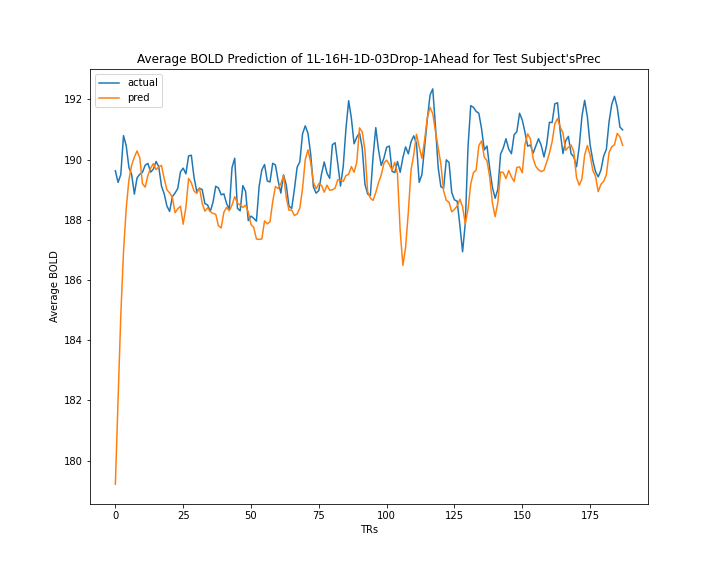 Average BOLD Prediction of 1L-16H-1D-03Drop-1Ahead for Test Subject'sPrec
actual
pred
192
190
188
186
184
182
180
Average BOLD
0 25 50 75 100 125 150 175
TRs